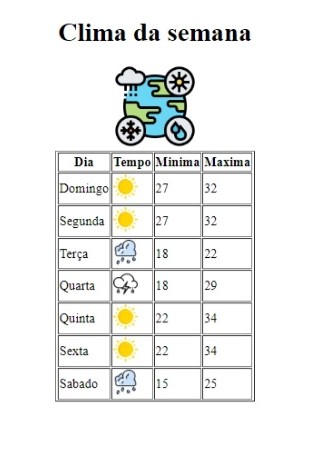 Clima da semana
Dia Tempo Minima Maxima
Domingo 27 32
Segunda 27 32
Terça 18 22
Quarta 18 29
Quinta 22 34
Sexta 22 34
Sabado 15 25